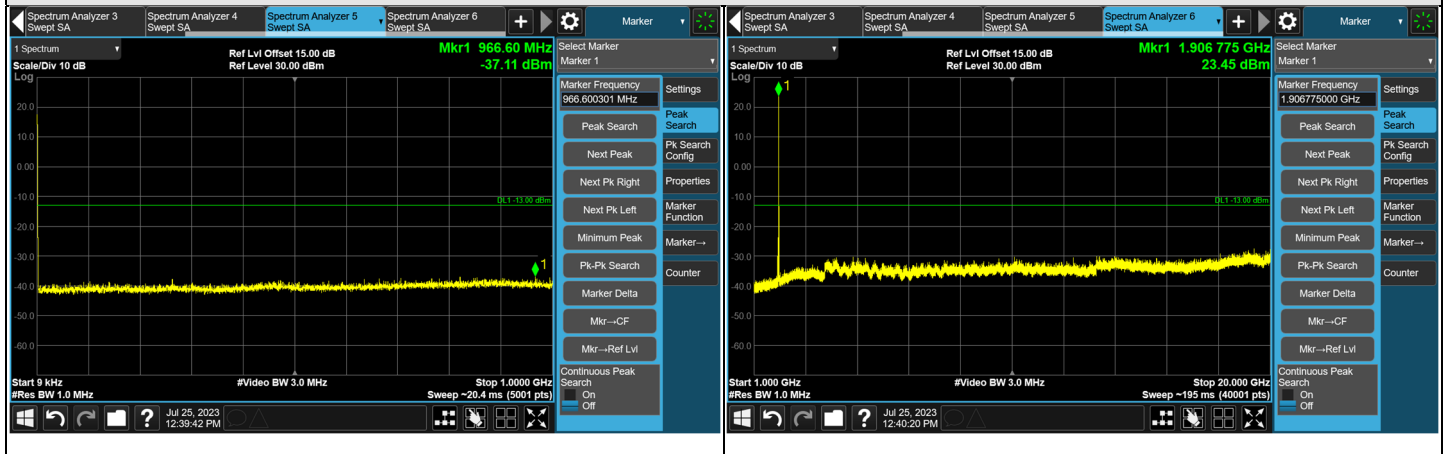 Spectrum Analyzer 3
Swept SA
Spectrum Analyzer 4
Swept SA
Spectrum Analyzer 5
Swept SA
Spectrum Analyzer 6
Swept SA
Marker
1 Spectrum
Scale/Div 10 dB
Ref Lvl Offset 15.00 dB
Ref Level 30.00 dBm
Mkr1 966.60 MHz
-37.11 dBm
Log
20.0
10.0
0.00
-10.0
-20.0
-30.0
-40.0
-50.0
-60.0
DL1 -13.00 dBm
1
Start 9 kHz
#Res BW 1.0 MHz
#Video BW 3.0 MHz
Stop 1.0000 GHz
Sweep ~20.4 ms (5001 pts)
Select Marker
Marker 1
Marker Frequency
966.600301 MHz
Peak Search
Next Peak
Next Pk Right
Next Pk Left
Minimum Peak
Pk-Pk Search
Marker Delta
Mkr→CF
Mkr→Ref Lvl
Continuous Peak
Search
On
Off
Settings
Peak
Search
Pk Search
Config
Properties
Marker
Function
Marker→
Counter
?
Jul 25, 2023
12:39:42 PM
Spectrum Analyzer 3
Swept SA
Spectrum Analyzer 4
Swept SA
Spectrum Analyzer 5
Swept SA
Spectrum Analyzer 6
Swept SA
Marker
1 Spectrum
Scale/Div 10 dB
Ref Lvl Offset 15.00 dB
Ref Level 30.00 dBm
Mkr1 1.906 775 GHz
23.45 dBm
Log
1
20.0
10.0
0.00
-10.0
-20.0
-30.0
-40.0
-50.0
-60.0
DL1 -13.00 dBm
Start 1.000 GHz
#Res BW 1.0 MHz
#Video BW 3.0 MHz
Stop 20.000 GHz
Sweep ~195 ms (40001 pts)
Select Marker
Marker 1
Marker Frequency
1.906775000 GHz
Peak Search
Next Peak
Next Pk Right
Next Pk Left
Minimum Peak
Pk-Pk Search
Marker Delta
Mkr→CF
Mkr→Ref Lvl
Continuous Peak
Search
On
Off
Settings
Peak
Search
Pk Search
Config
Properties
Marker
Function
Marker→
Counter
?
Jul 25, 2023
12:40:20 PM